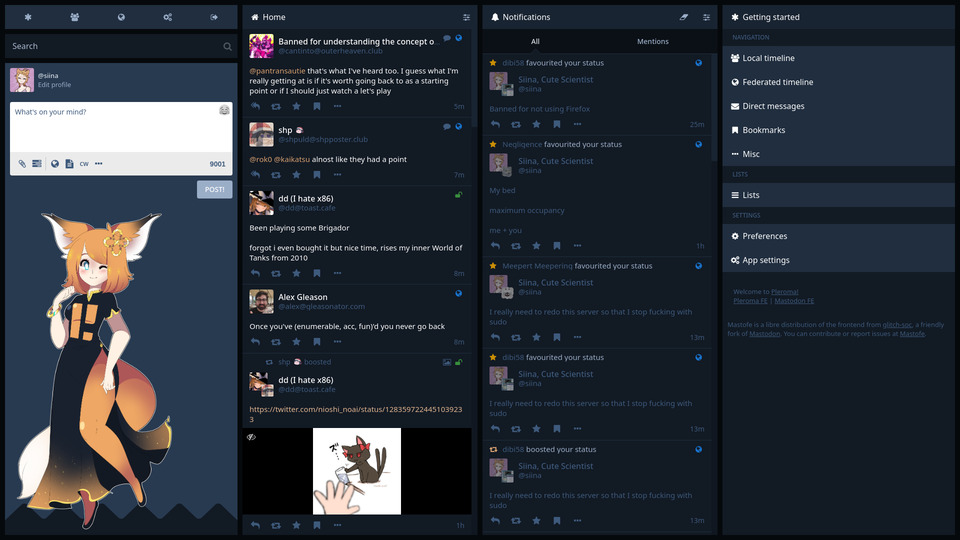 Search
@siina
Edit profile
What's on your mind?
CW
9001
POST!
Home
Banned for understanding the concept o...
@cantinto@outerheaven.club
@pantransautie that's what I've heard too. I guess what I'm
really getting at is if it's worth going back to as a starting
point or if I should just watch a let's play
5m
shp
@shpuld@shpposter.club
@rok0 @kaikatsu alnost like they had a point
7m
dd (I hate x86)
@dd@toast.cafe
Been playing some Brigador
forgot i even bought it but nice time, rises my inner World of
Tanks from 2010
8m
Alex Gleason
@alex@gleasonator.com
Once you've (enumerable, acc, fun)'d you never go back
8m
shp boosted
dd (I hate x86)
@dd@toast.cafe
https://twitter.com/nioshi_noai/status/128359722445103923
3
1h
Notifications
All
Mentions
dibi58 favourited your status
Siina, Cute Scientist
@siina
Banned for not using Firefox
25m
Negligence favourited your status
Siina, Cute Scientist
@siina
My bed
maximum occupancy
me + you
1h
Meepert Meepering favourited your status
Siina, Cute Scientist
@siina
I really need to redo this server so that I stop fucking with
sudo
13m
dibi58 favourited your status
Siina, Cute Scientist
@siina
I really need to redo this server so that I stop fucking with
sudo
13m
dibi58 boosted your status
Siina, Cute Scientist
@siina
I really need to redo this server so that I stop fucking with
sudo
13m
Getting started
NAVIGATION
Local timeline
Federated timeline
Direct messages
Bookmarks
Misc
LISTS
Lists
SETTINGS
Preferences
App settings
Welcome to Pleroma!
Pleroma FE | Mastodon FE
Mastofe is a libre distribution of the frontend from glitch-soc, a friendly
fork of Mastodon. You can contribute or report issues at Mastofe.